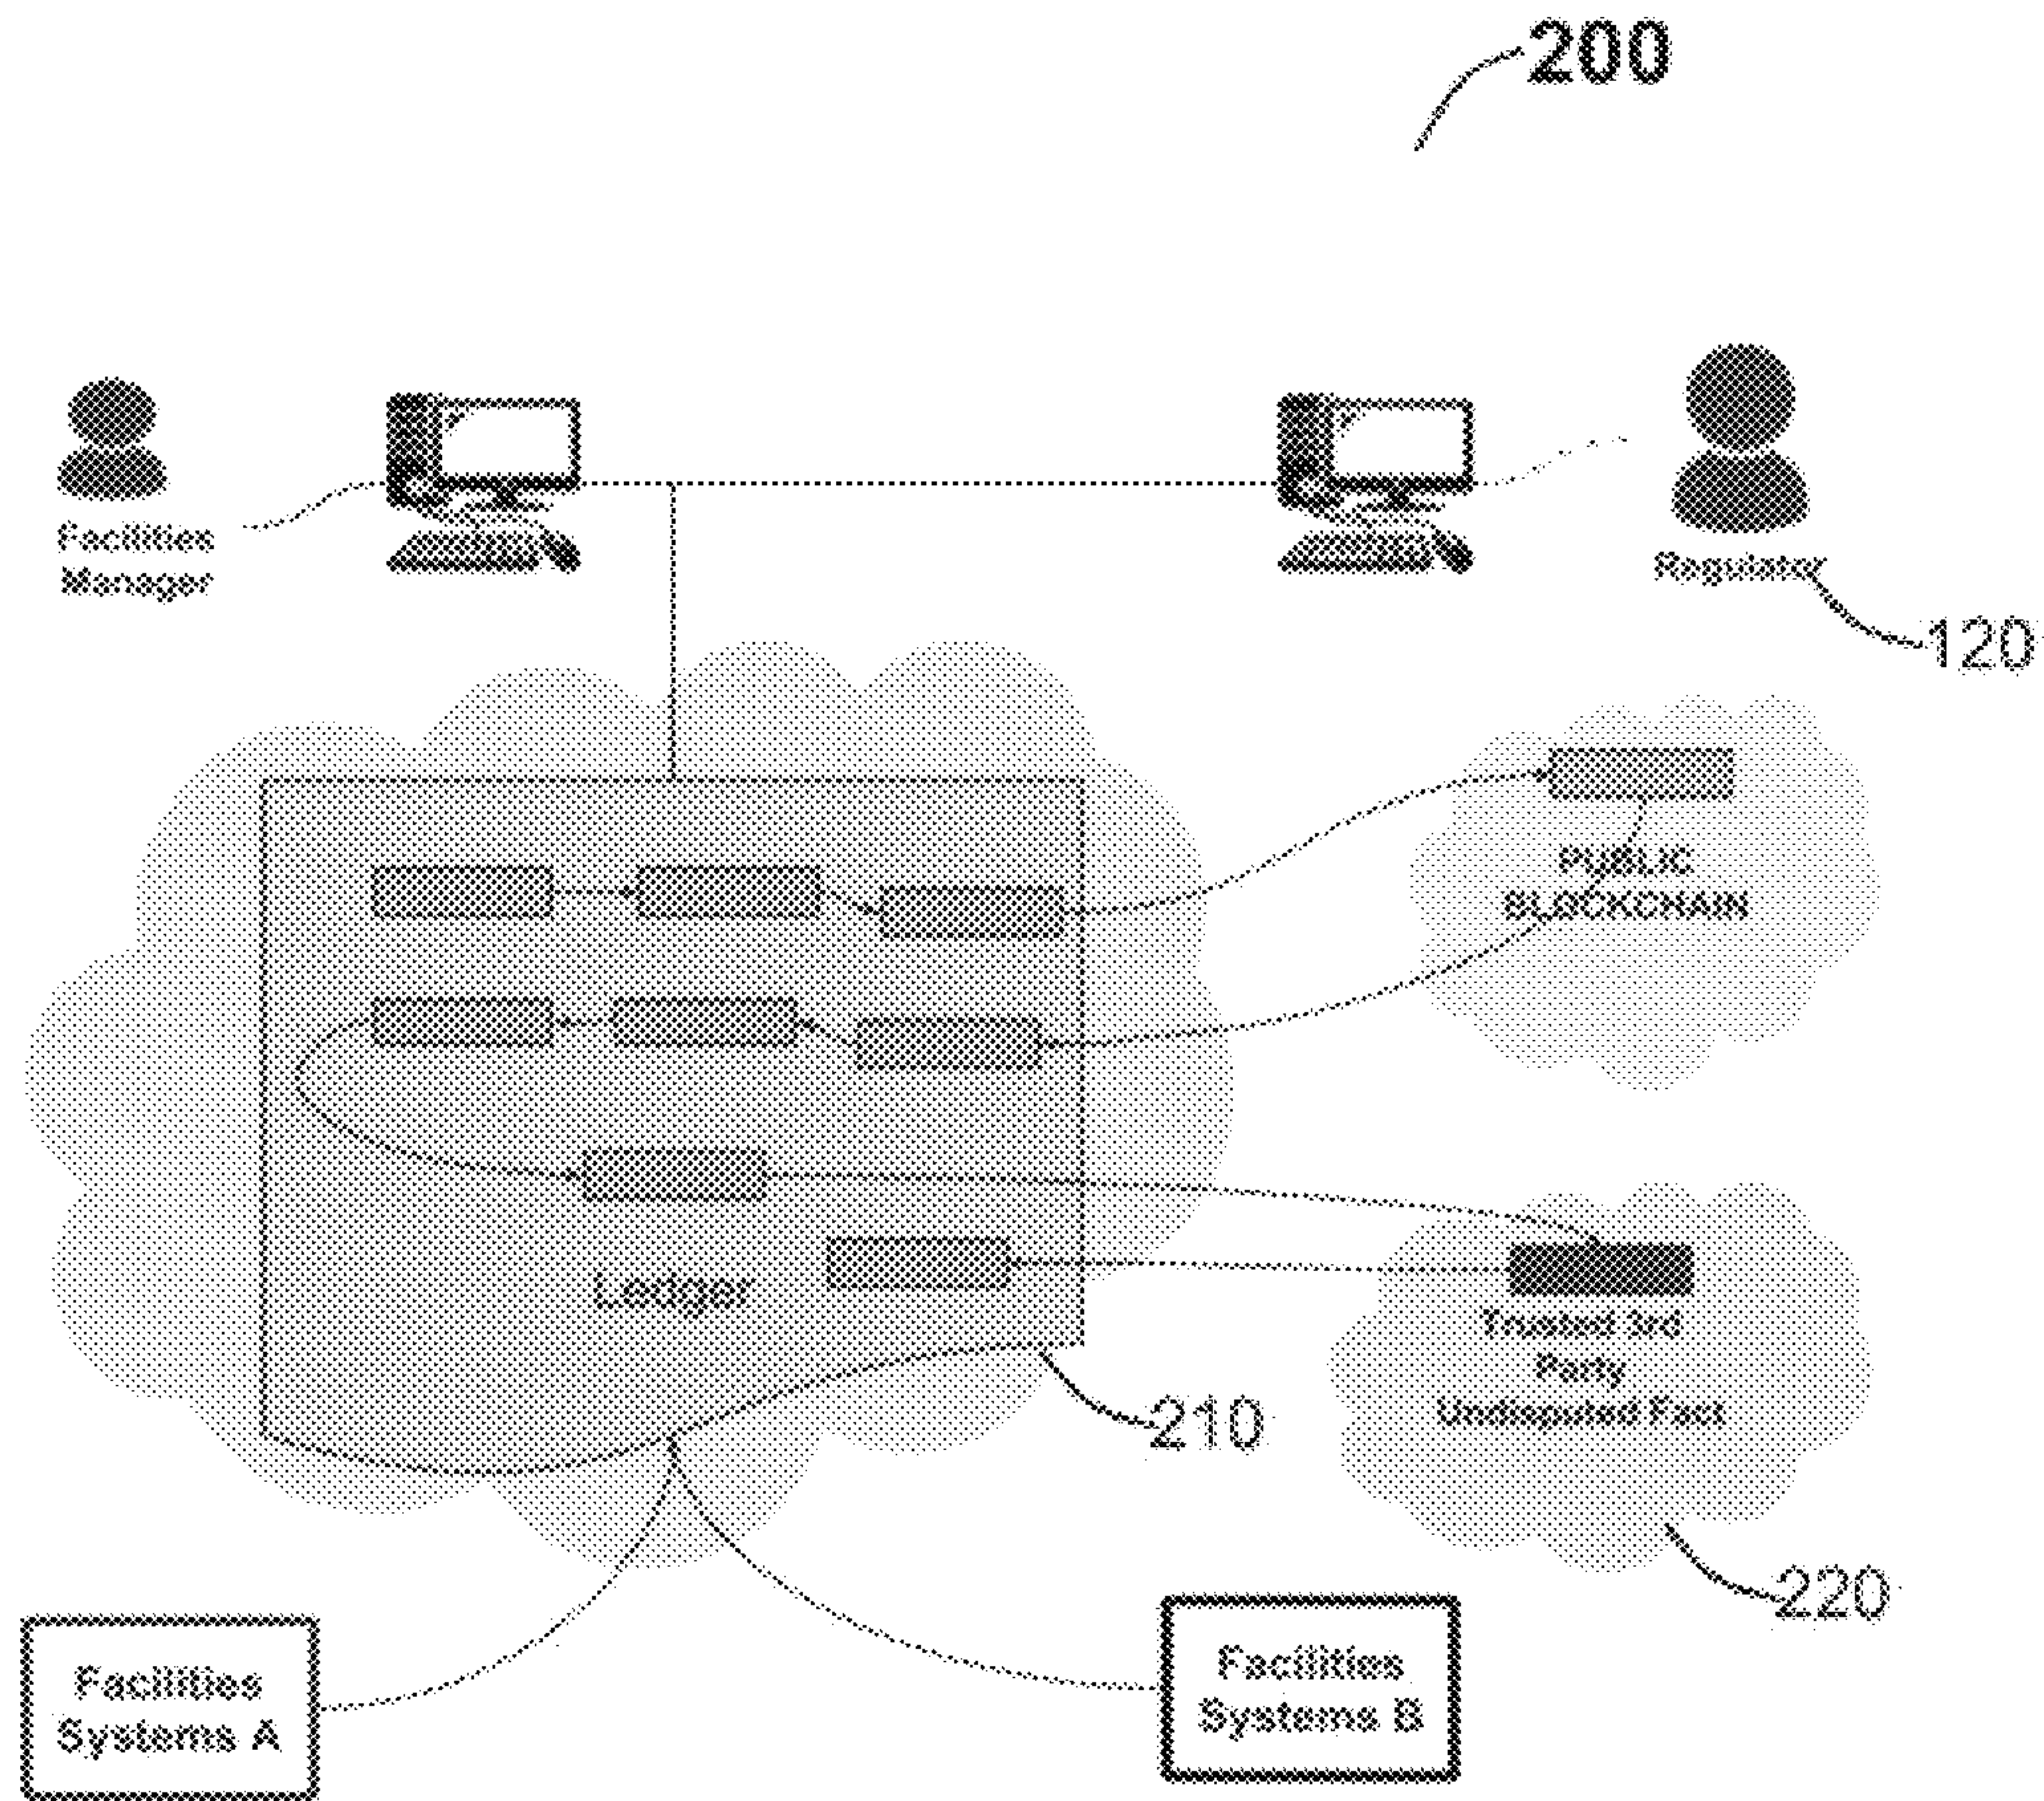 200
Facilities
Manager
Regulator
120
PUBLIC
BLOCKCHAIN
Ledger
Trusted 3rd
Party
Undisputed Fact
210
220
Facilities
Systems A
Facilities
Systems B